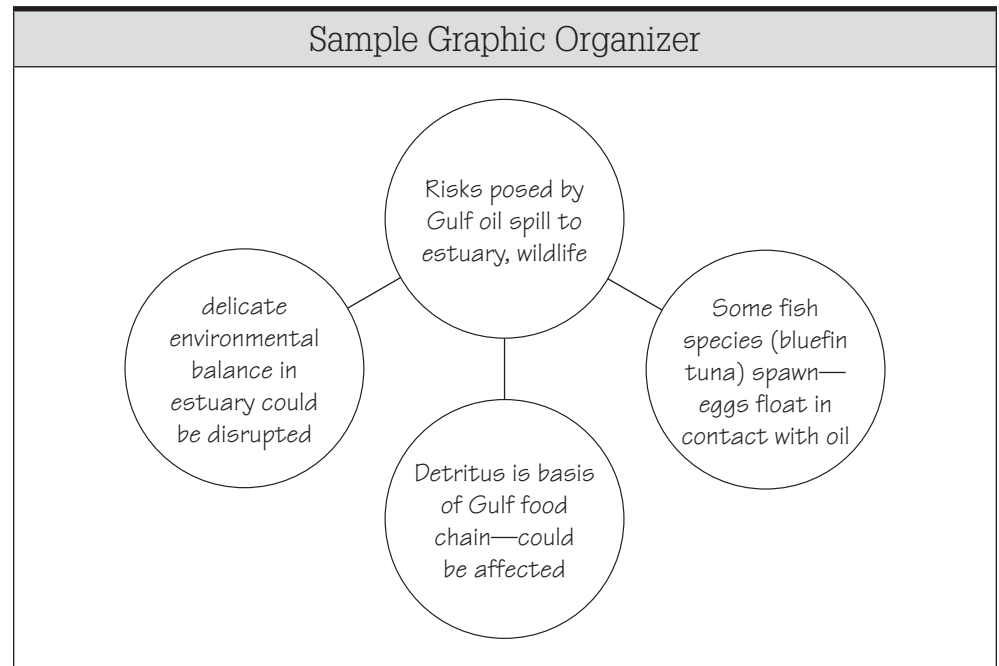 Sample Graphic Organizer
Risks posed by
Gulf oil spill to
estuary, wildlife
delicate
environmental
balance in
estuary could
be disrupted
Some fish
species (bluefin
tuna) spawn—
eggs float in
contact with oil
Detritus is basis
of Gulf food
chain—could
be affected